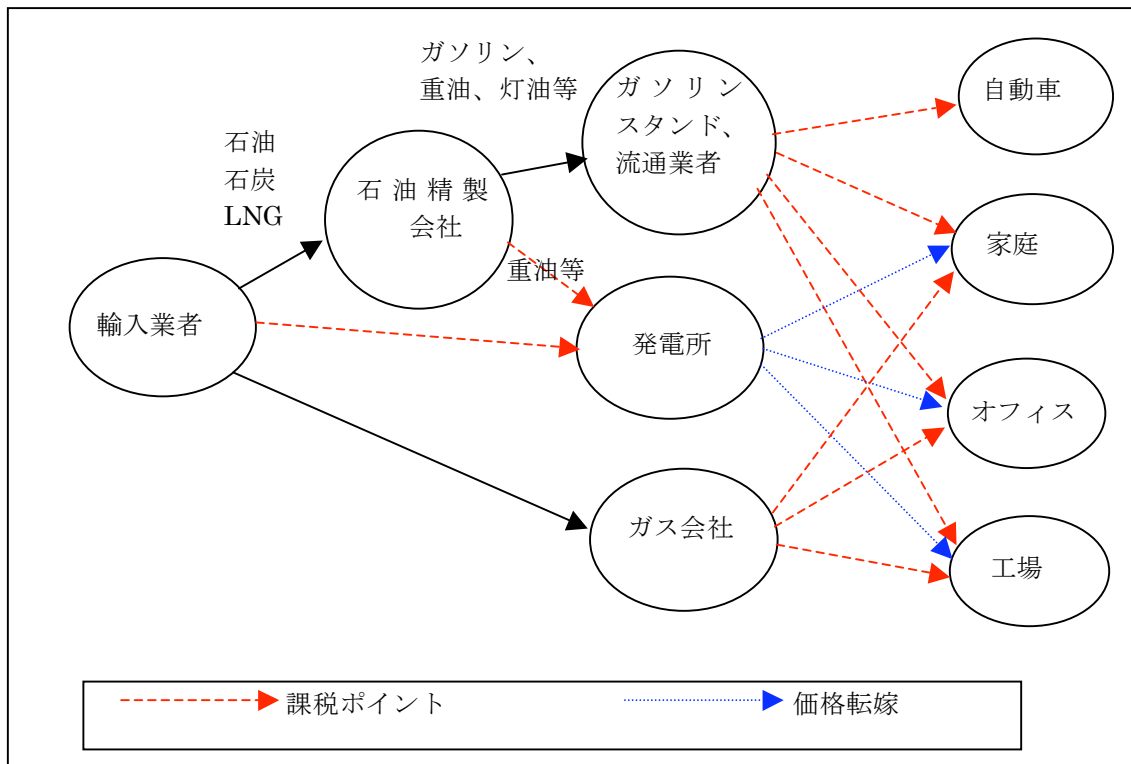 ガソリン、
重油、灯油等
石油
石炭
LNG
輸入業者
石油精製
会社
重油等
ガソリン
スタンド、
流通業者
発電所
ガス会社
自動車
家庭
オフィス
工場
課税ポイント
価格転嫁